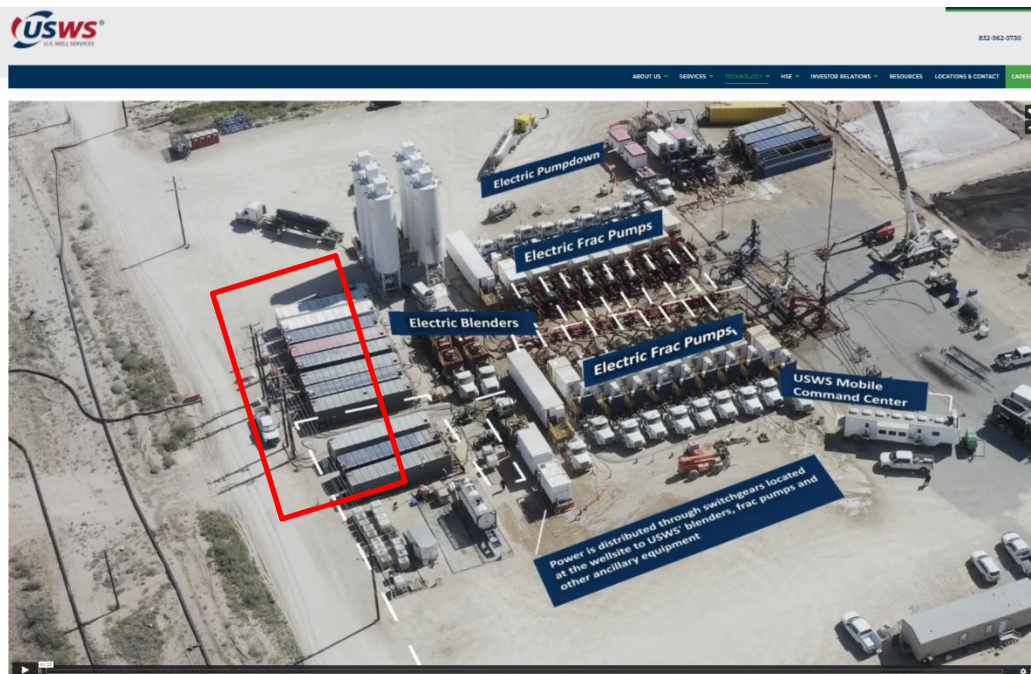 USWS®
U.S. WELL SERVICES
832-562-3730
ABOUT US SERVICES TECHNOLOGY HSE INVESTOR RELATIONS RESOURCES LOCATIONS & CONTACT CAREER
Electric Pumpdown
Electric Frac Pumps
Electric Blenders
Electric Frac Pumps
USWS Mobile
Command Center
Power is distributed through switchgears located
at the wellsite to USWS' blenders, frac pumps and
other ancillary equipment